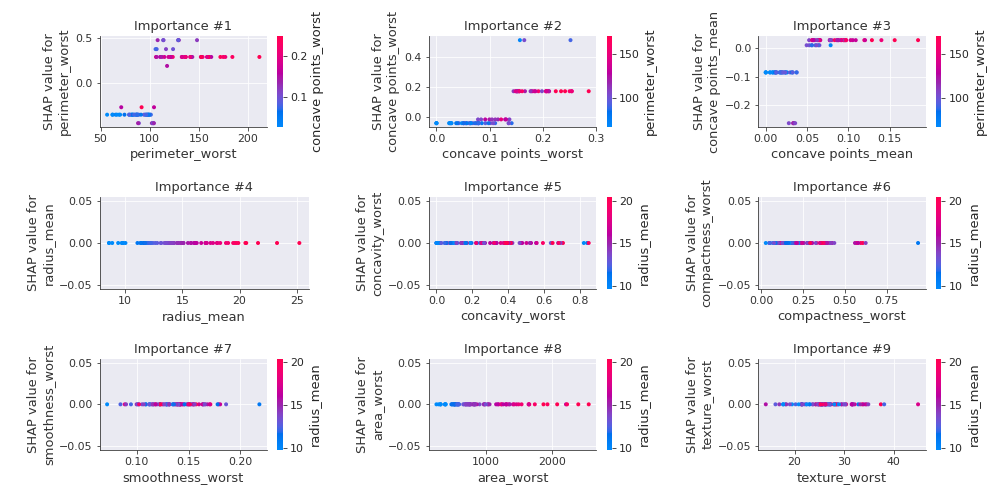 Importance #1
SHAP value for
perimeter_worst
0.5
0.0
50
100
150
200
perimeter_worst
0.2
0.1
concave points_worst
Importance #2
SHAP value for
concave points_worst
0.4
0.2
0.0
0.0
0.1
0.2
0.3
concave points_worst
150
100
perimeter_worst
Importance #3
SHAP value for
concave points_mean
0.0
−0.1
−0.2
0.00
0.05
0.10
0.15
concave points_mean
150
100
perimeter_worst
Importance #4
SHAP value for
radius_mean
0.05
0.00
−0.05
10
15
20
25
radius_mean
Importance #5
SHAP value for
concavity_worst
0.05
0.00
−0.05
0.0
0.2
0.4
0.6
0.8
concavity_worst
20
15
10
radius_mean
Importance #6
SHAP value for
compactness_worst
0.05
0.00
−0.05
0.00
0.25
0.50
0.75
compactness_worst
20
15
10
radius_mean
Importance #7
SHAP value for
smoothness_worst
0.05
0.00
−0.05
0.10
0.15
0.20
smoothness_worst
20
15
10
radius_mean
Importance #8
SHAP value for
area_worst
0.05
0.00
−0.05
1000
2000
area_worst
20
15
10
radius_mean
Importance #9
SHAP value for
texture_worst
0.05
0.00
−0.05
20
30
40
texture_worst
20
15
10
radius_mean